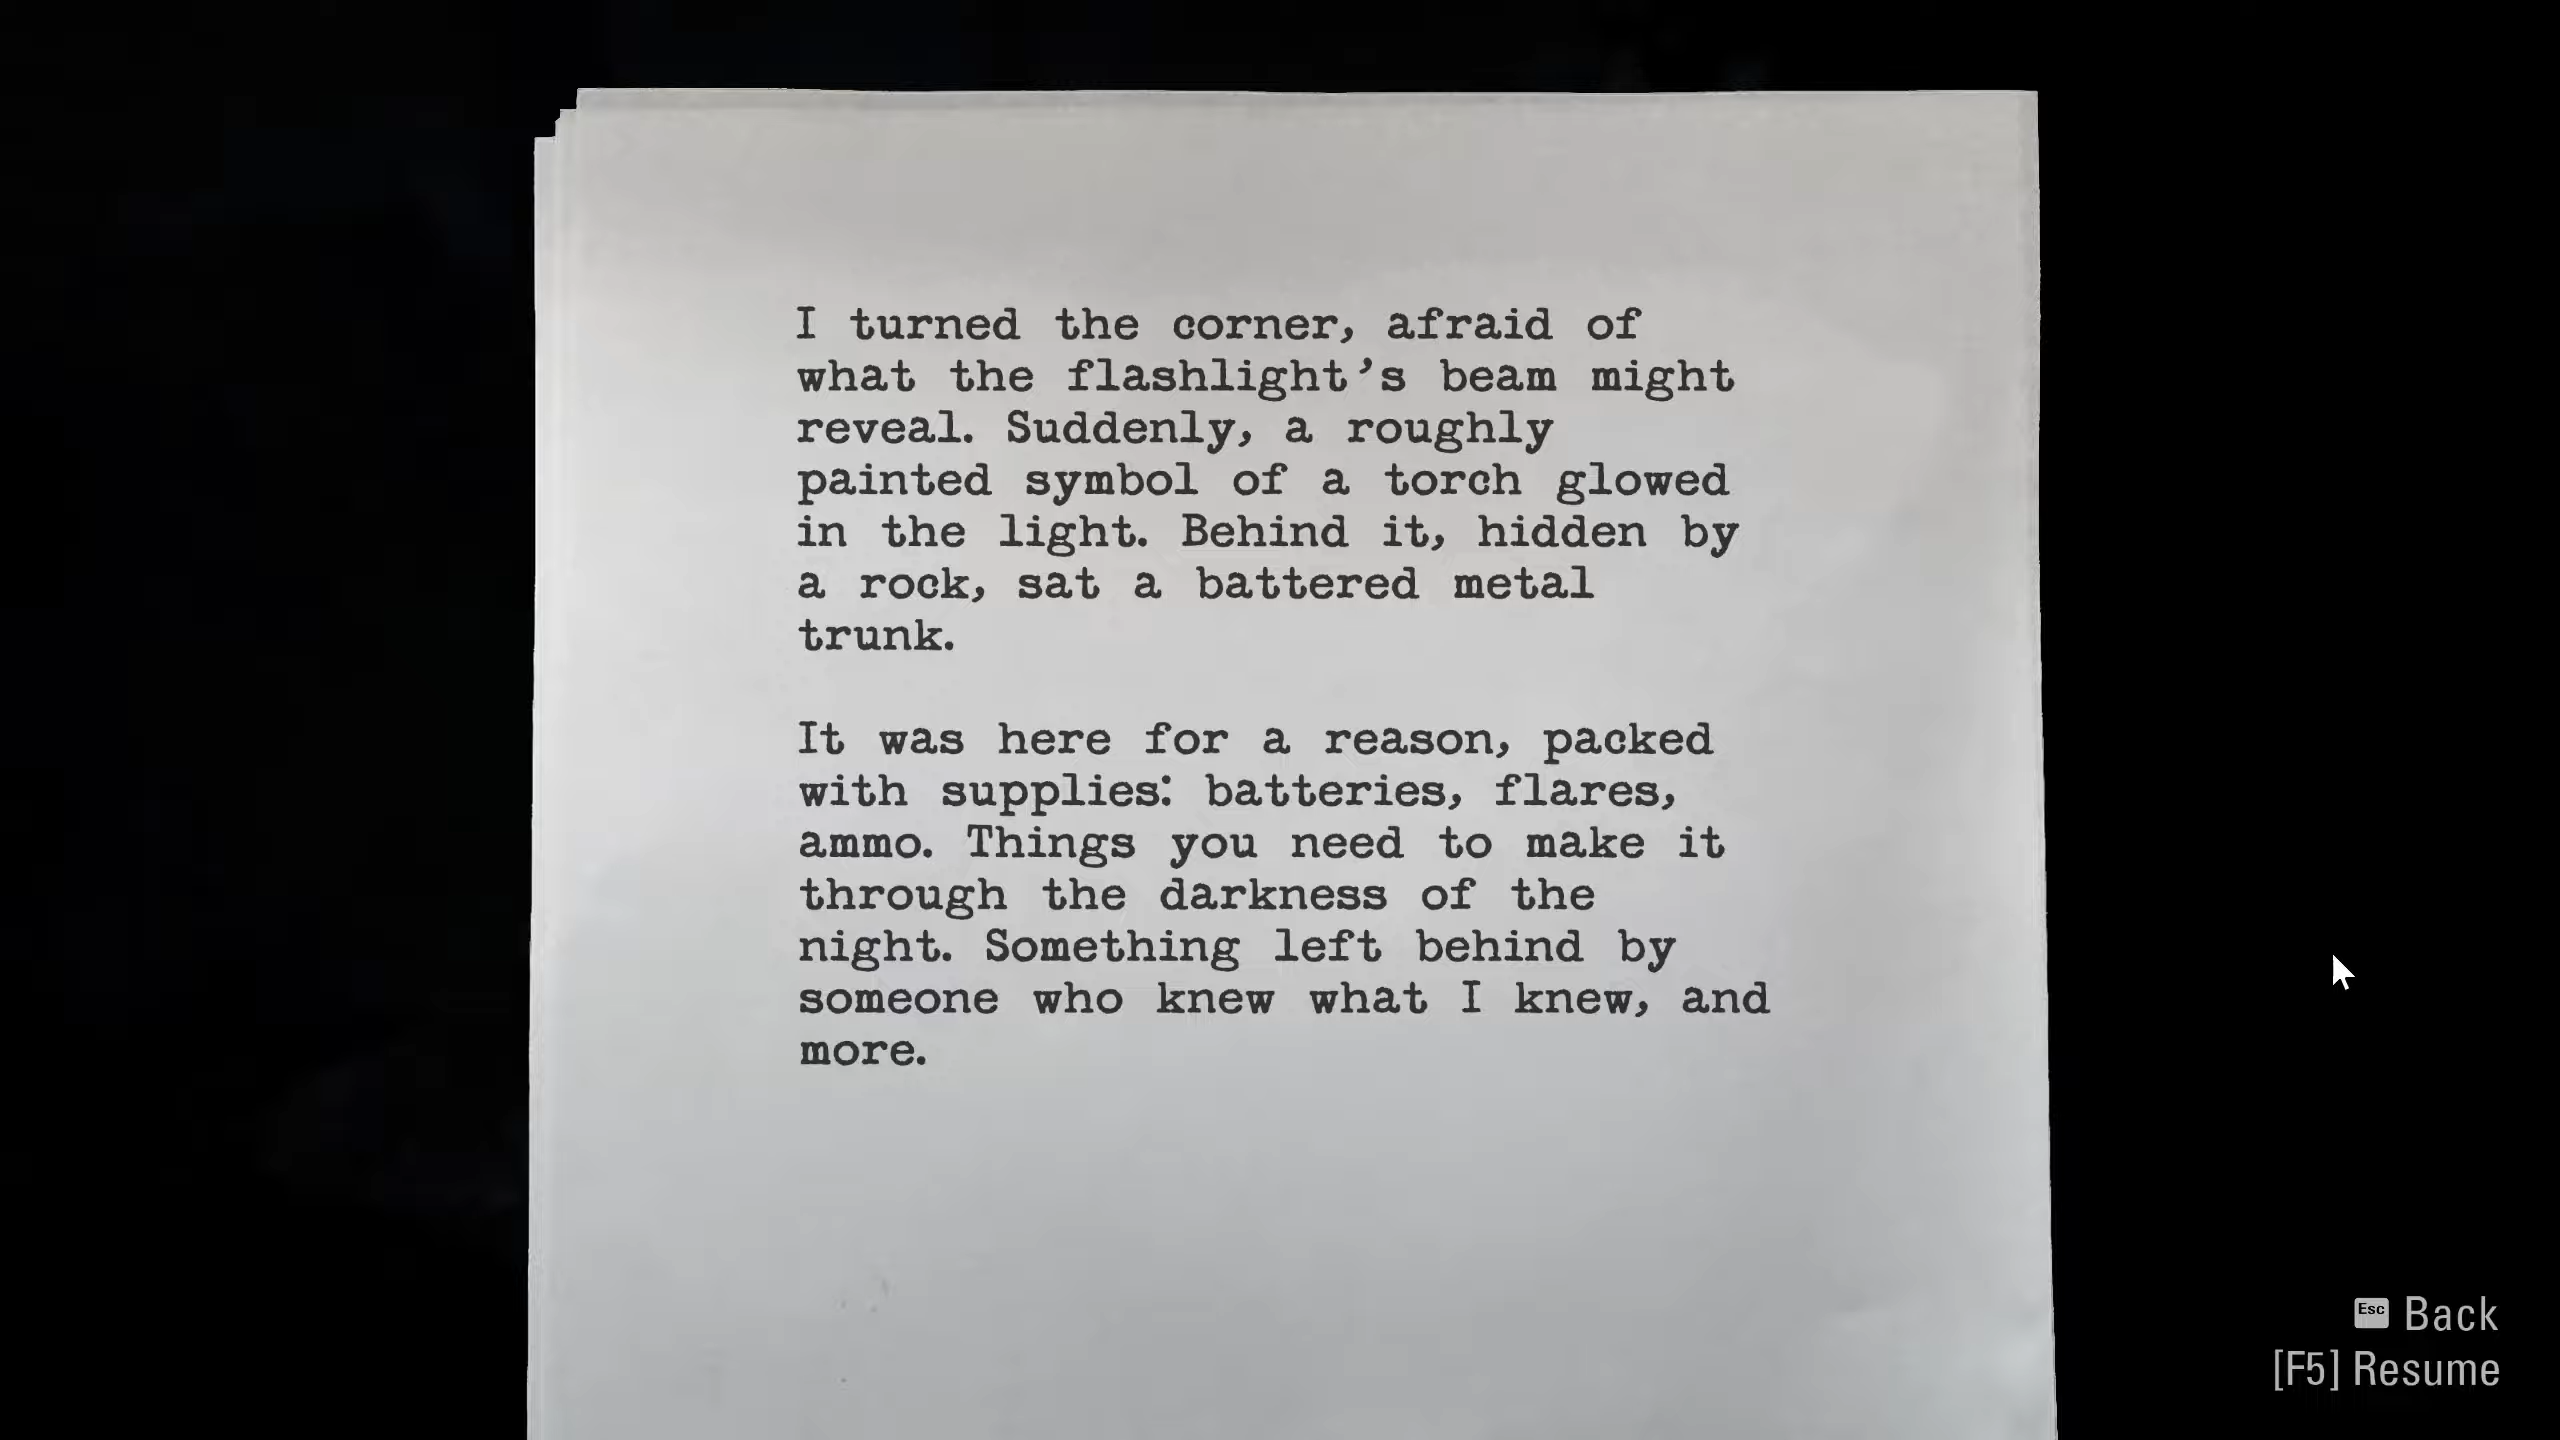 I turned the corner, afraid of
what the flashlight’s beam might
reveal. Suddenly, a roughly
painted symbol of a torch glowed
in the light. Behind it, hidden by
a rock, sat a battered metal
trunk.
It was here for a reason, packed
with supplies: batteries, flares,
ammo. Things you need to make it
through the darkness of the
night. Something left behind by
someone who knew what I knew, and
more.
Esc Back
[F5] Resume